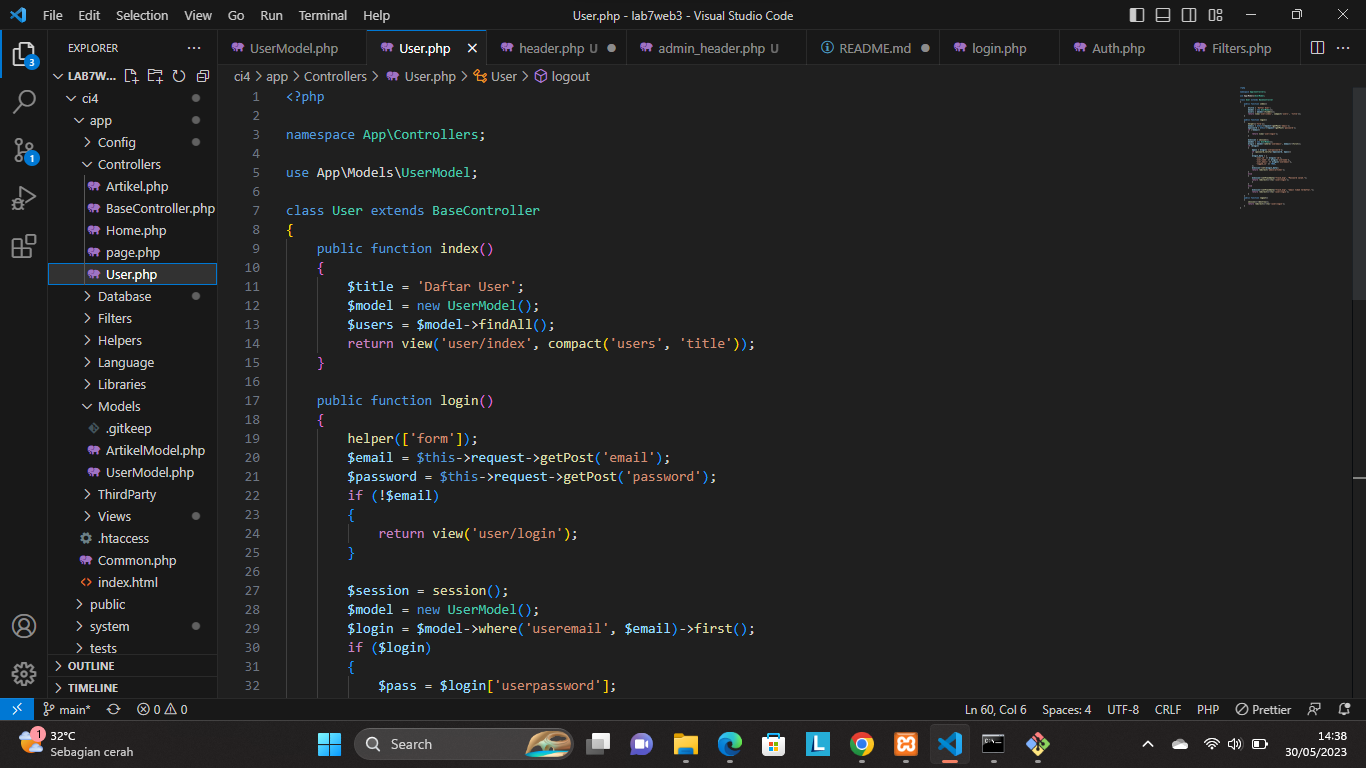 File Edit Selection View Go Run Terminal Help
User.php - lab7web3 - Visual Studio Code
EXPLORER
UserModel.php
User.php
header.php U
admin_header.php U
README.md
login.php
Auth.php
Filters.php
3
1
LAB7W...
ci4
app
Config
Controllers
Artikel.php
BaseController.php
Home.php
page.php
User.php
Database
Filters
Helpers
Language
Libraries
Models
.gitkeep
ArtikelModel.php
UserModel.php
ThirdParty
Views
.htaccess
Common.php
index.html
public
system
tests
OUTLINE
TIMELINE
ci4 > app > Controllers > User.php > User > logout
1 <?php
2
3 namespace App\Controllers;
4
5 use App\Models\UserModel;
6
7 class User extends BaseController
8 {
9 public function index()
10 {
11 $title = 'Daftar User';
12 $model = new UserModel();
13 $users = $model->findAll();
14 return view('user/index', compact('users', 'title'));
15 }
16
17 public function login()
18 {
19 helper(['form']);
20 $email = $this->request->getPost('email');
21 $password = $this->request->getPost('password');
22 if (!$email)
23 {
24 return view('user/login');
25 }
26
27 $session = session();
28 $model = new UserModel();
29 $login = $model->where('useremail', $email)->first();
30 if ($login)
31 {
32 $pass = $login['userpassword'];
main* 0 0
Ln 60, Col 6 Spaces: 4 UTF-8 CRLF PHP Prettier
1
32°C
Sebagian cerah
Search
L
14:38
30/05/2023